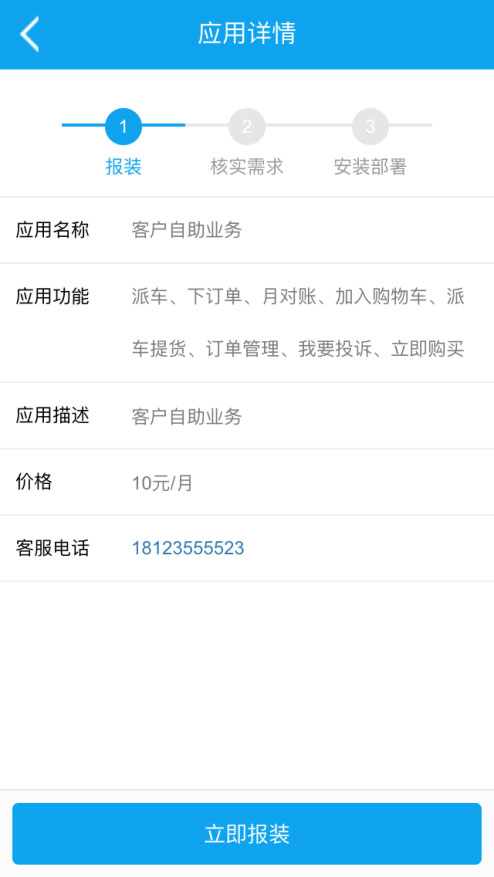 应用详情
1 2 3
报装 核实需求 安装部署
应用名称 客户自助业务
应用功能 派车、下订单、月对账、加入购物车、派
车提货、订单管理、我要投诉、立即购买
应用描述 客户自助业务
价格 10元/月
客服电话 18123555523
立即报装